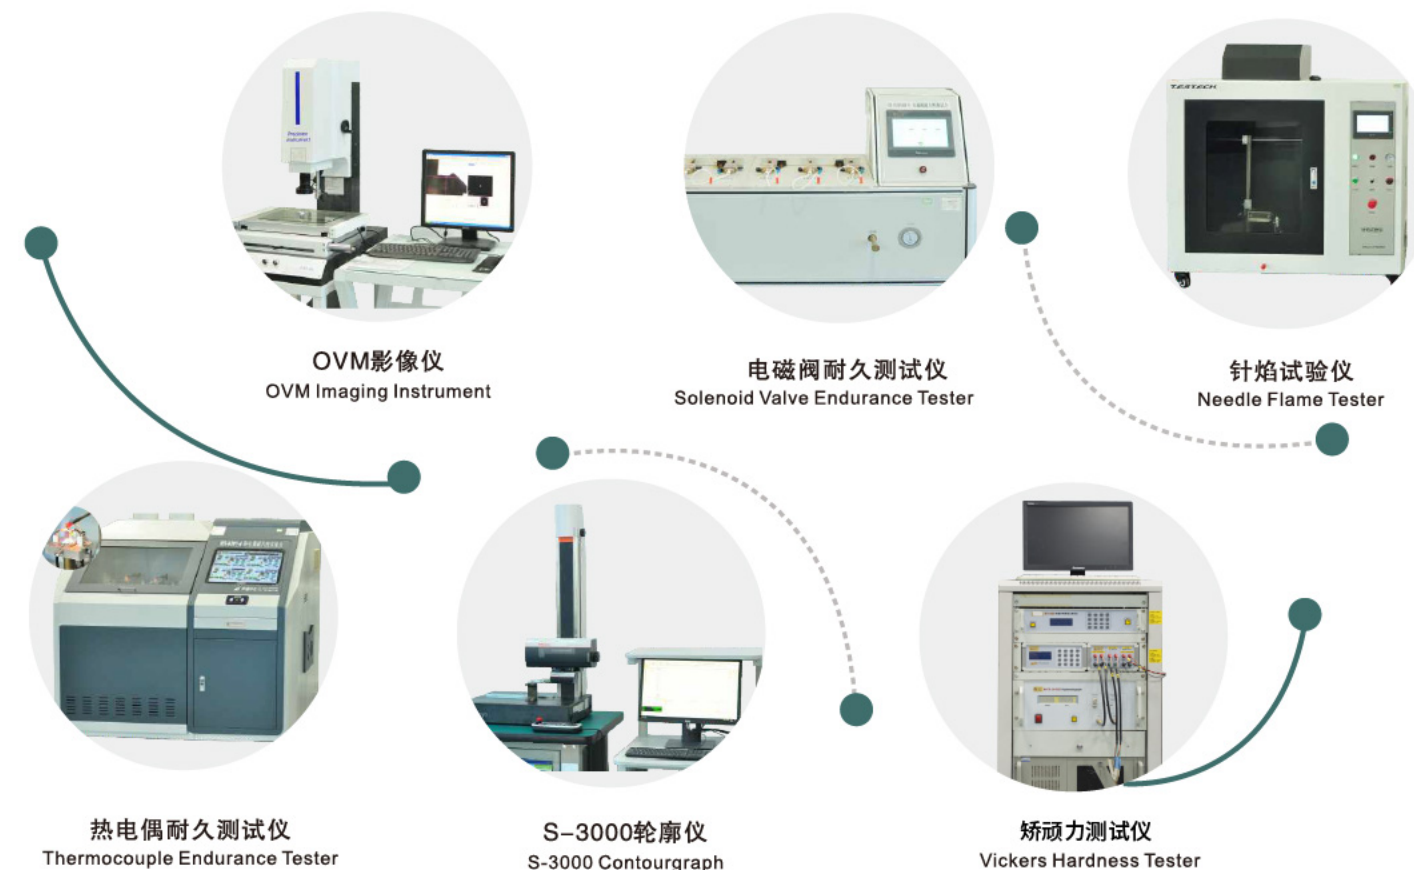 TESTECH
OVM影像仪
OVM Imaging Instrument
电磁阀耐久测试仪
Solenoid Valve Endurance Tester
针焰试验仪
Needle Flame Tester
热电偶耐久测试仪
Thermocouple Endurance Tester
S-3000轮廓仪
S-3000 Contourgraph
矫顽力测试仪
Vickers Hardness Tester